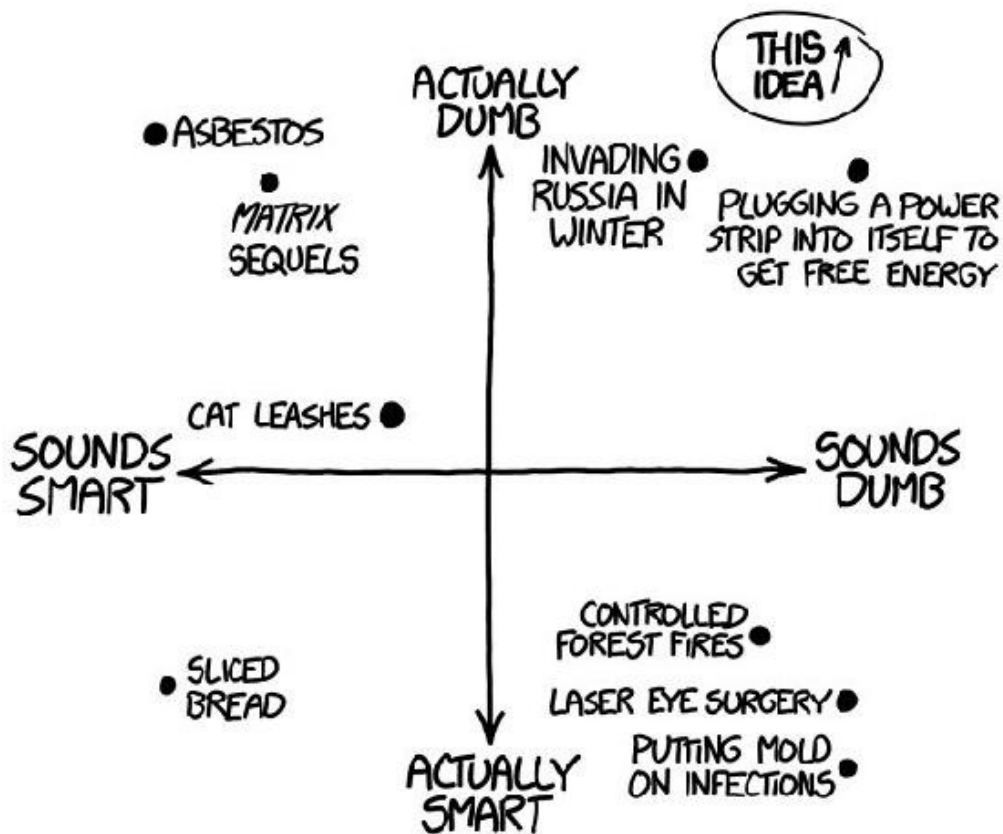 THIS
IDEA
ACTUALLY
DUMB
ASBESTOS
MATRIX
SEQUELS
INVADING
RUSSIA IN
WINTER
PLUGGING A POWER
STRIP INTO ITSELF TO
GET FREE ENERGY
CAT LEASHES
SOUNDS
SMART
SOUNDS
DUMB
CONTROLLED
FOREST FIRES
SLICED
BREAD
LASER EYE SURGERY
PUTTING MOLD
ON INFECTIONS
ACTUALLY
SMART